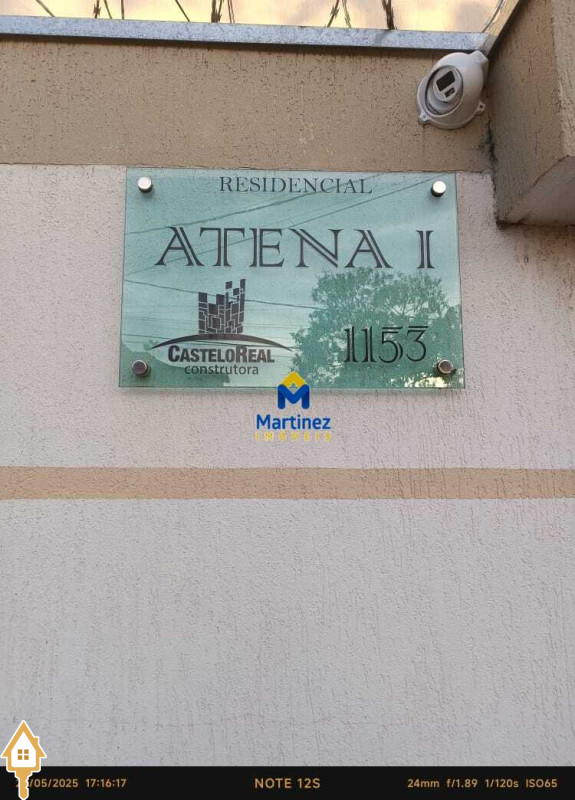 RESIDENCIAL
ATENA I
CASTELOREAL
construtora
1153
Martinez
IMÓVEIS
/05/2025 17:16:17
NOTE 12S
24mm f/1.89 1/120s ISO65